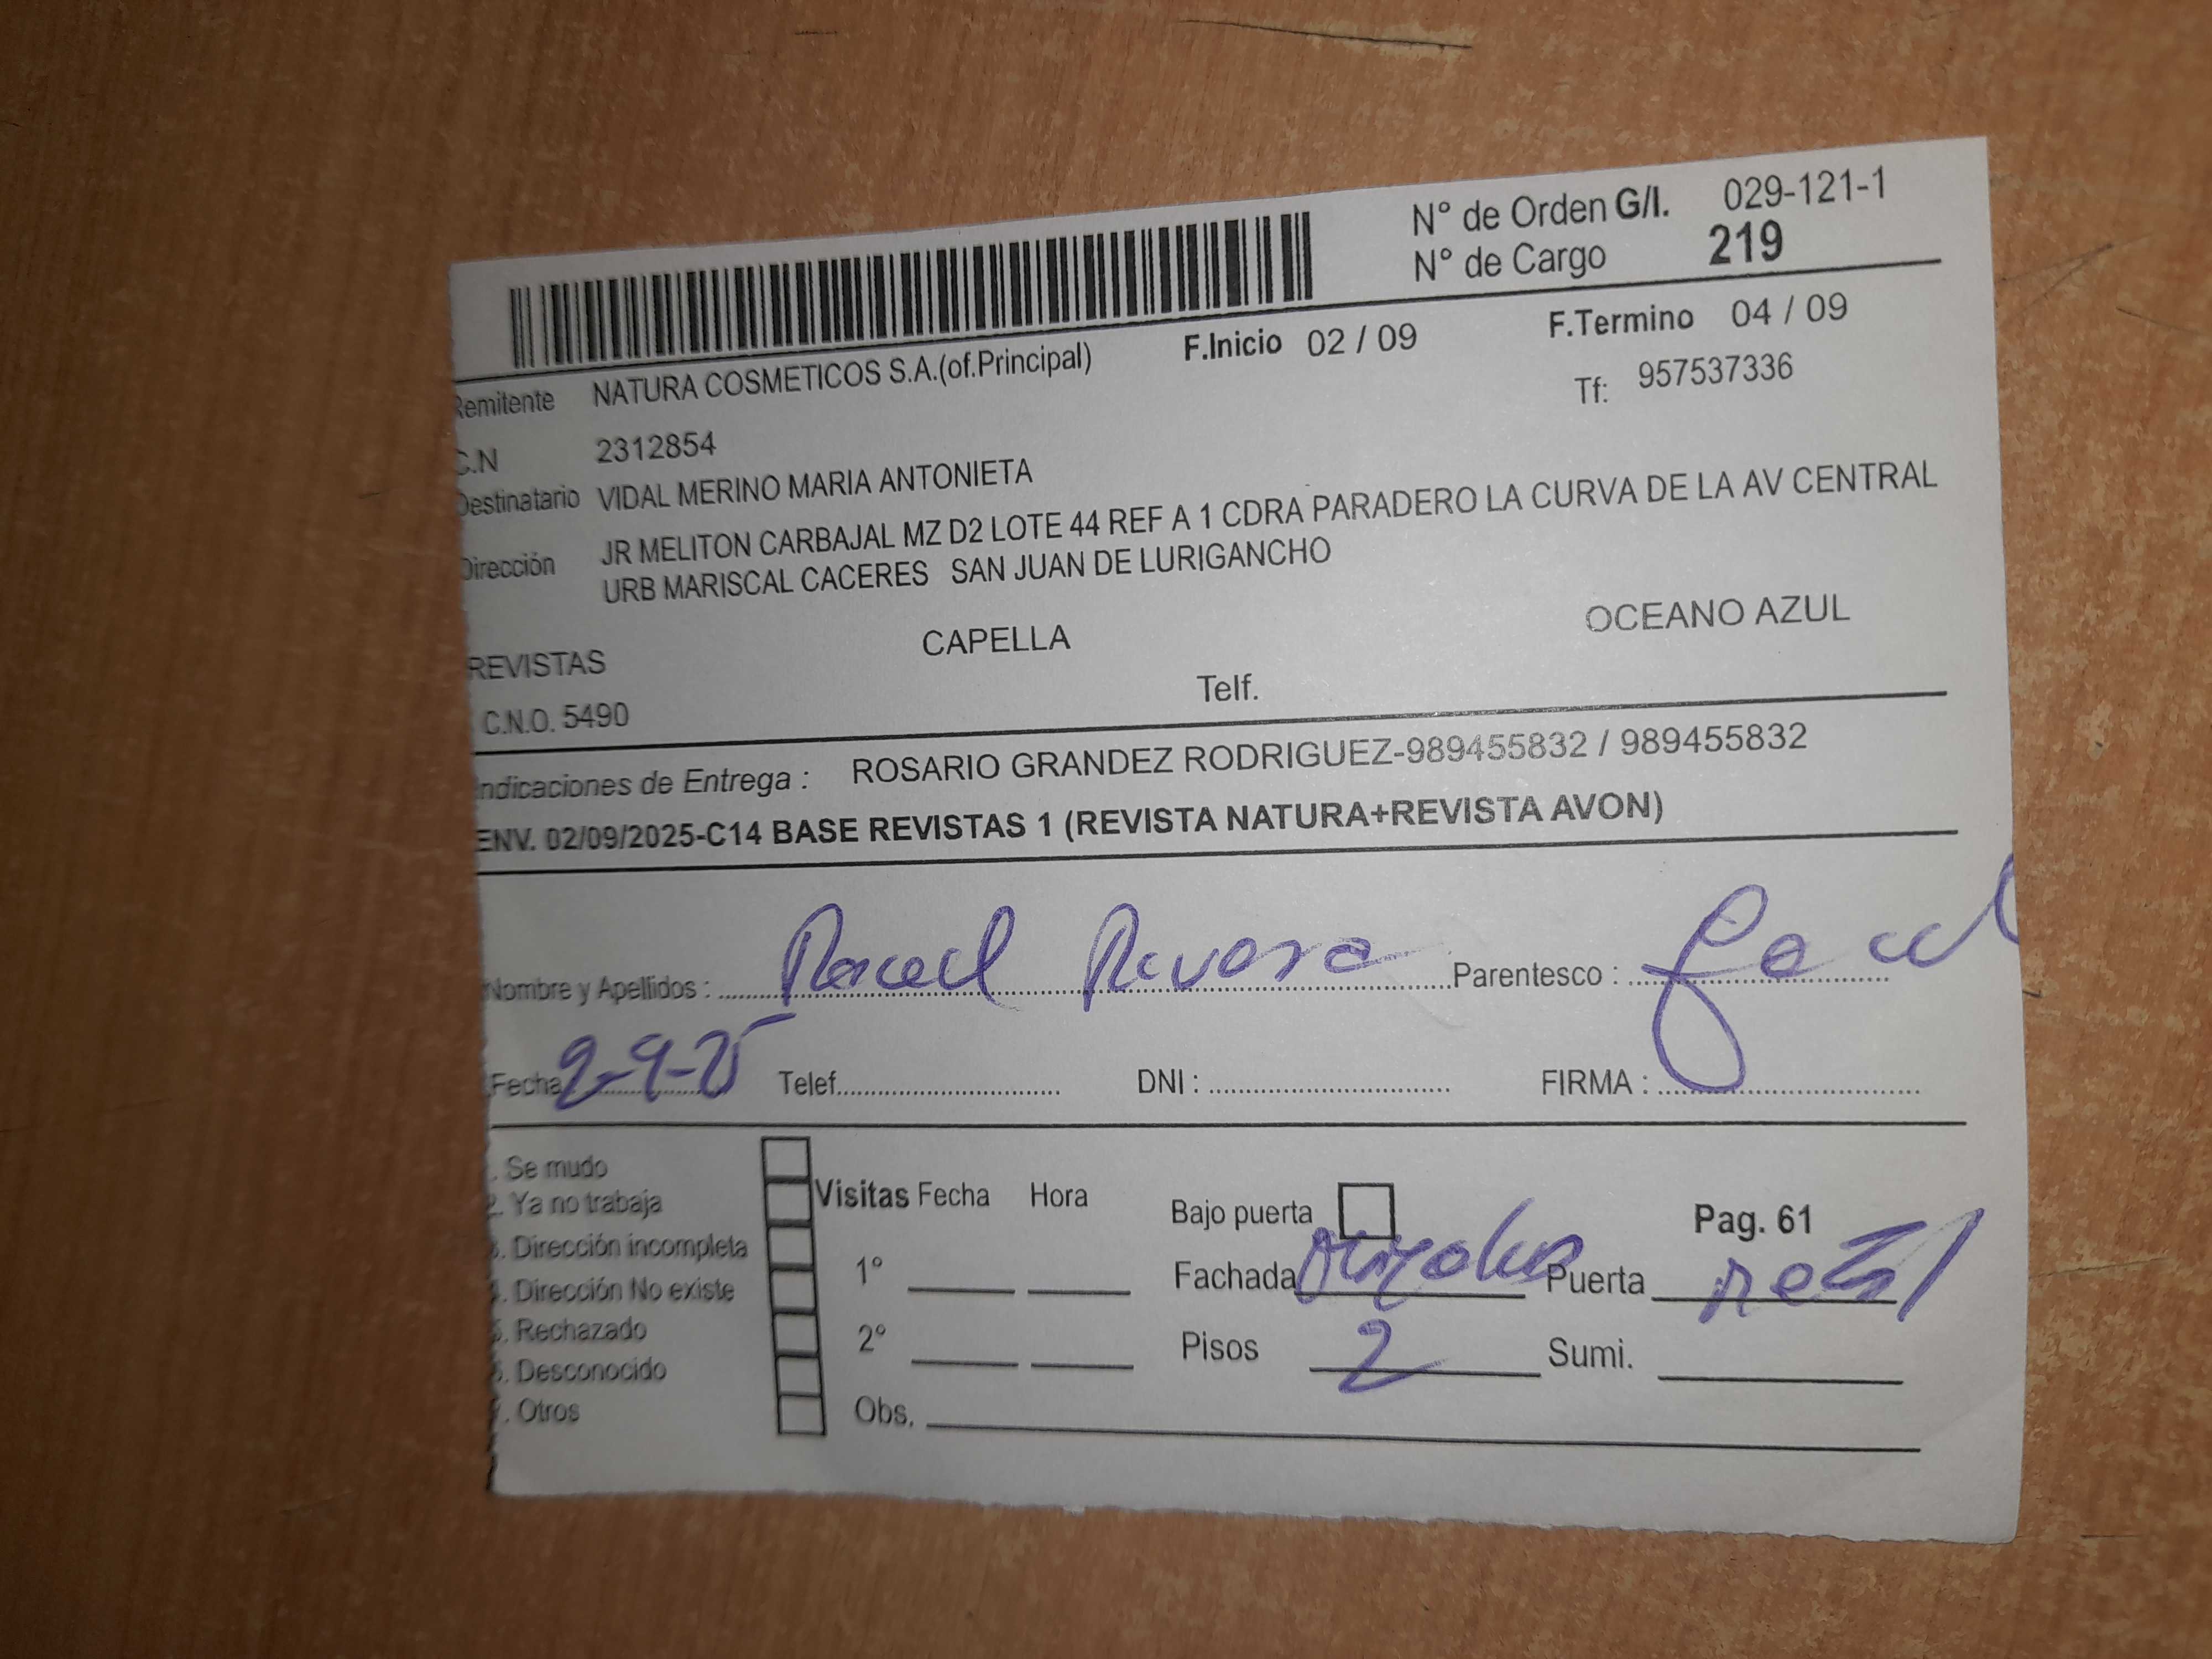 N° de Orden G/I. 029-121-1
N° de Cargo 219
F.Inicio 02 / 09 F.Termino 04 / 09
Remitente NATURA COSMETICOS S.A.(of.Principal) Tf: 957537336
C.N 2312854
Destinatario VIDAL MERINO MARIA ANTONIETA
Dirección JR MELITON CARBAJAL MZ D2 LOTE 44 REF A 1 CDRA PARADERO LA CURVA DE LA AV CENTRAL
URB MARISCAL CACERES SAN JUAN DE LURIGANCHO
REVISTAS CAPELLA OCEANO AZUL
C.N.O. 5490 Telf.
Indicaciones de Entrega : ROSARIO GRANDEZ RODRIGUEZ-989455832 / 989455832
ENV. 02/09/2025-C14 BASE REVISTAS 1 (REVISTA NATURA+REVISTA AVON)
Nombre y Apellidos : Rivera Parentesco :
Fecha 2-9-25 Telef. DNI : FIRMA :
. Se mudo
2. Ya no trabaja Visitas Fecha Hora Bajo puerta Pag. 61
. Dirección incompleta 1° Fachada Puerta metal
. Dirección No existe
. Rechazado 2° Pisos 2 Sumi.
. Desconocido
. Otros Obs.